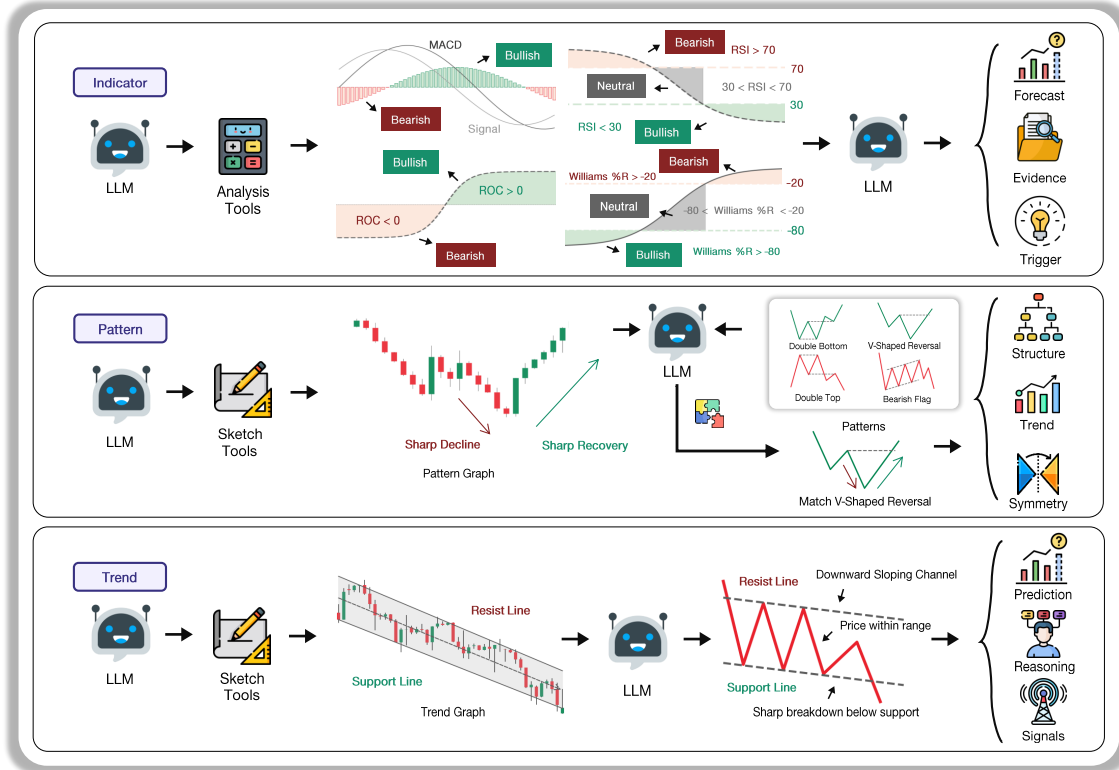 Indicator
LLM
Analysis
Tools
MACD
Bullish
Bearish
Signal
Bearish
RSI > 70
70
Neutral
30 < RSI < 70
30
RSI < 30
Bullish
Bullish
ROC > 0
ROC < 0
Bearish
Bearish
Williams %R > -20
-20
Neutral
-80 < Williams %R < -20
-80
Bullish
Williams %R > -80
LLM
Forecast
Evidence
Trigger
Pattern
LLM
Sketch
Tools
Sharp Decline
Sharp Recovery
Pattern Graph
LLM
Double Bottom
V-Shaped Reversal
Double Top
Bearish Flag
Patterns
Match V-Shaped Reversal
Structure
Trend
Symmetry
Trend
LLM
Sketch
Tools
Resist Line
Support Line
Trend Graph
LLM
Resist Line
Downward Sloping Channel
Price within range
Support Line
Sharp breakdown below support
Prediction
Reasoning
Signals